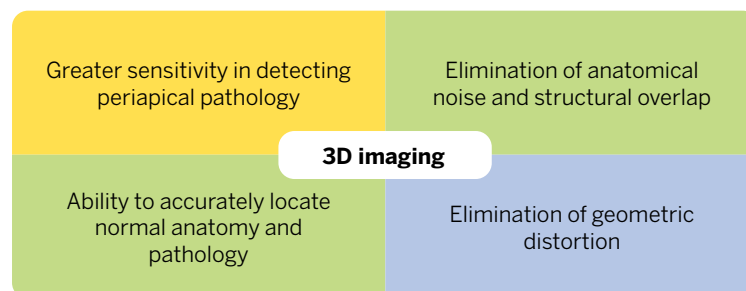 Greater sensitivity in detecting
periapical pathology
Elimination of anatomical
noise and structural overlap
3D imaging
Ability to accurately locate
normal anatomy and
pathology
Elimination of geometric
distortion